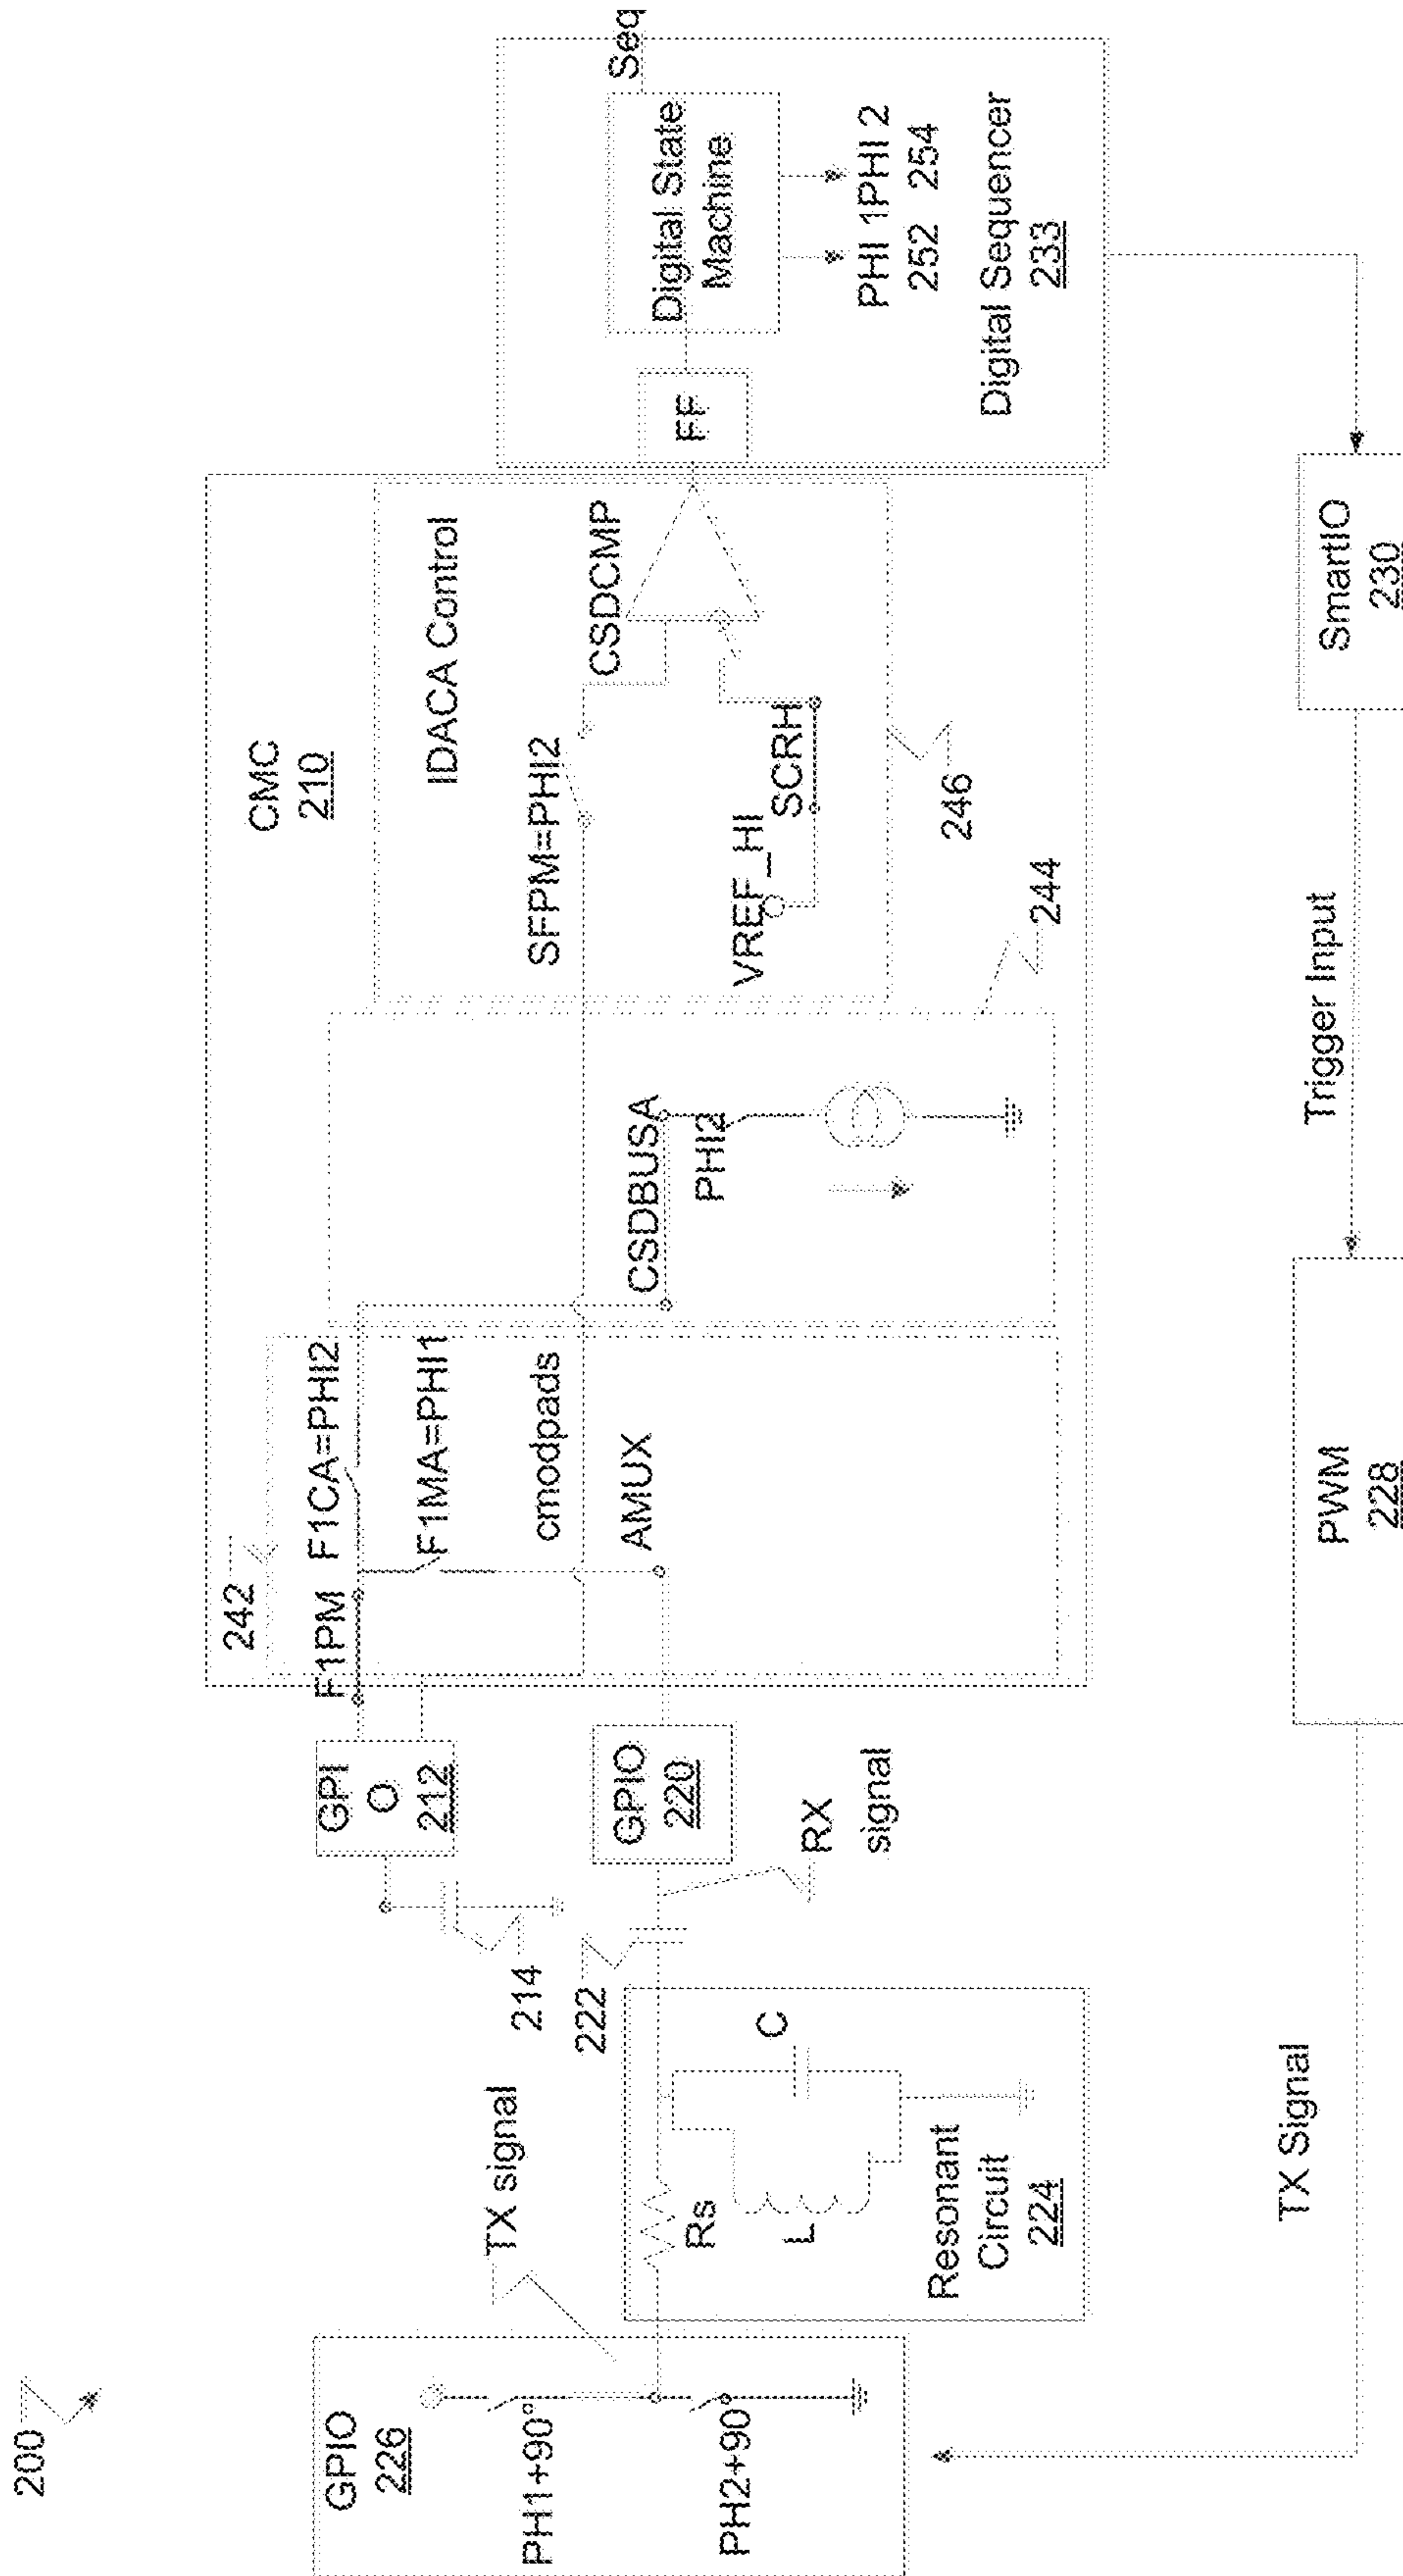 200
GPIO
226
PH1+90°
PH2+90
TX signal
Rs
L
C
Resonant
Circuit
224
214
222
RX
signal
GPI
O
212
GPIO
220
242
F1PM
F1CA=PHI2
F1MA=PHI1
cmodpads
AMUX
CMC
210
CSDBUSA
PHI2
244
246
IDACA Control
SFPM=PHI2
CSDCMP
VREF_HI
SCRH
FF
Digital State
Machine
Seq
PHI 1PHI 2
252 254
Digital Sequencer
233
TX Signal
PWM
228
Trigger Input
SmartIO
230